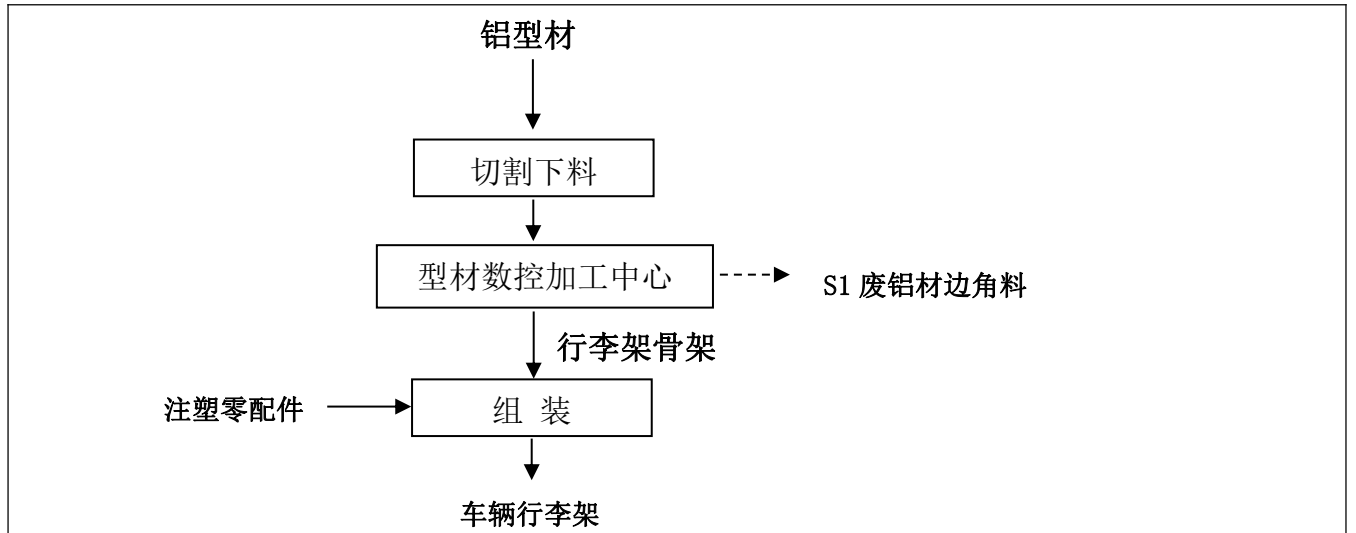 铝型材
切割下料
型材数控加工中心
S1 废铝材边角料
行李架骨架
注塑零配件
组 装
车辆行李架